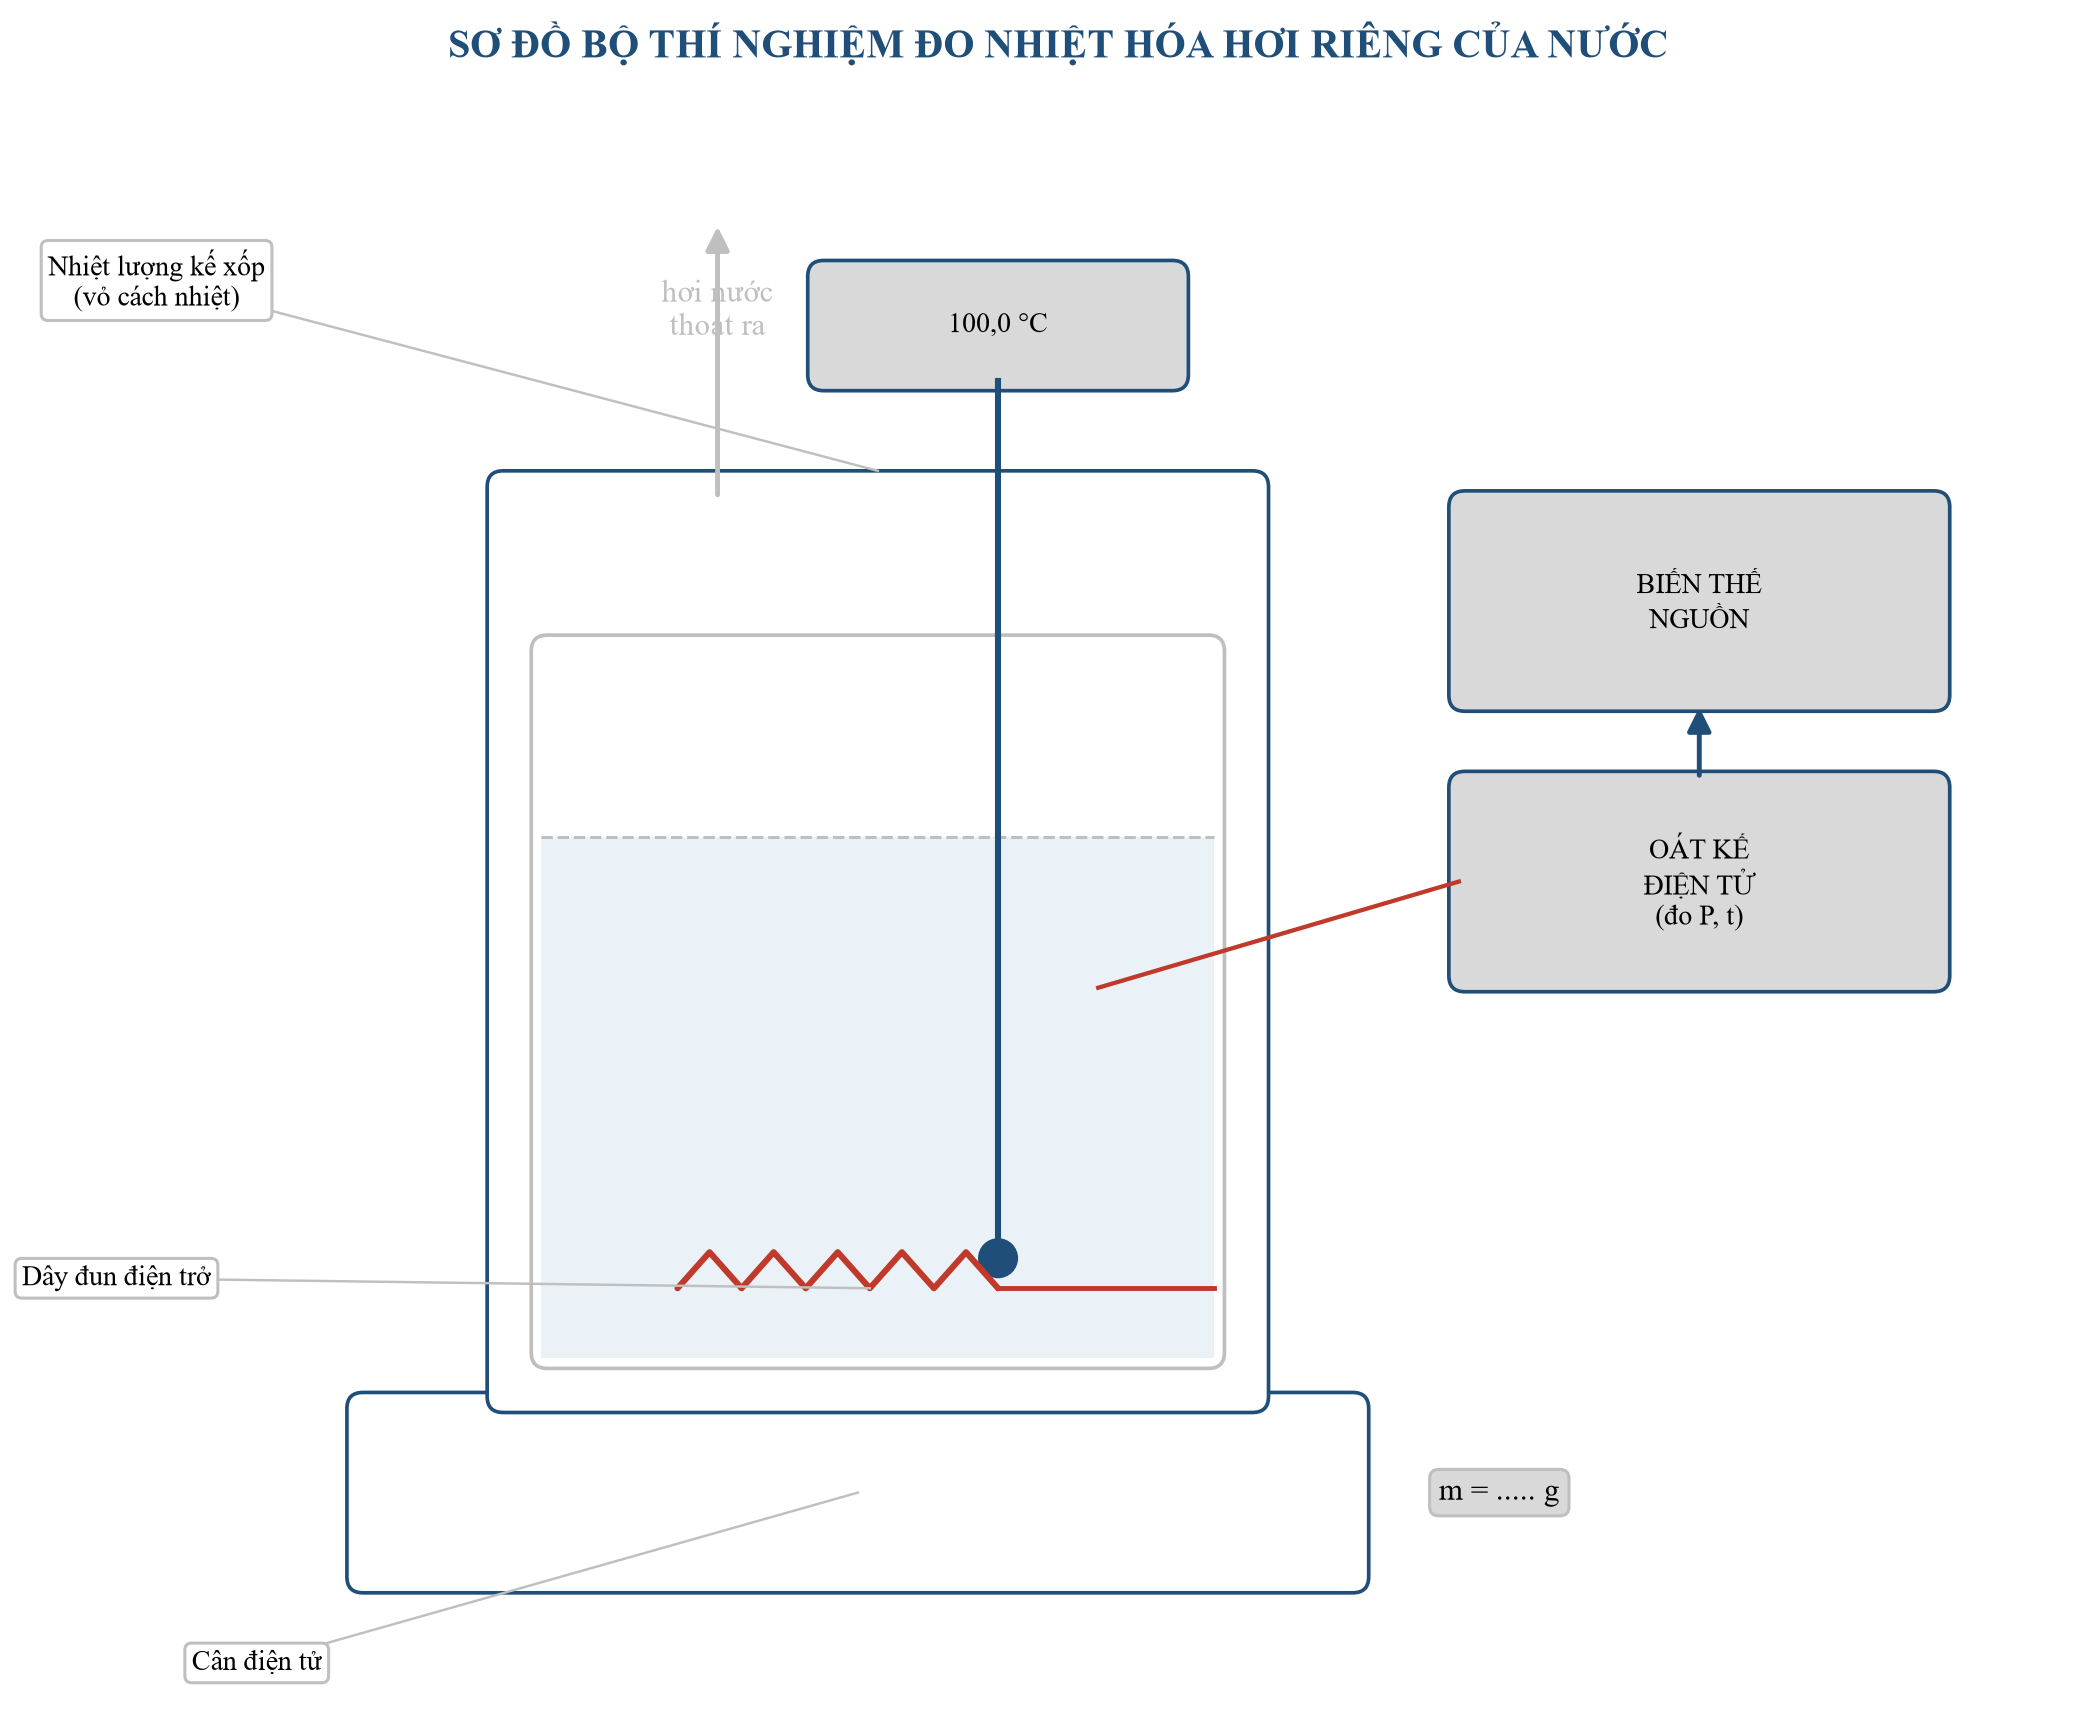 SƠ ĐỒ BỘ THÍ NGHIỆM ĐO NHIỆT HÓA HƠI RIÊNG CỦA NƯỚC
Nhiệt lượng kế xốp
(vỏ cách nhiệt)
hơi nước
thoát ra
100,0 °C
BIẾN THẾ
NGUỒN
OÁT KẾ
ĐIỆN TỬ
(đo P, t)
Dây đun điện trở
m = ..... g
Cân điện tử